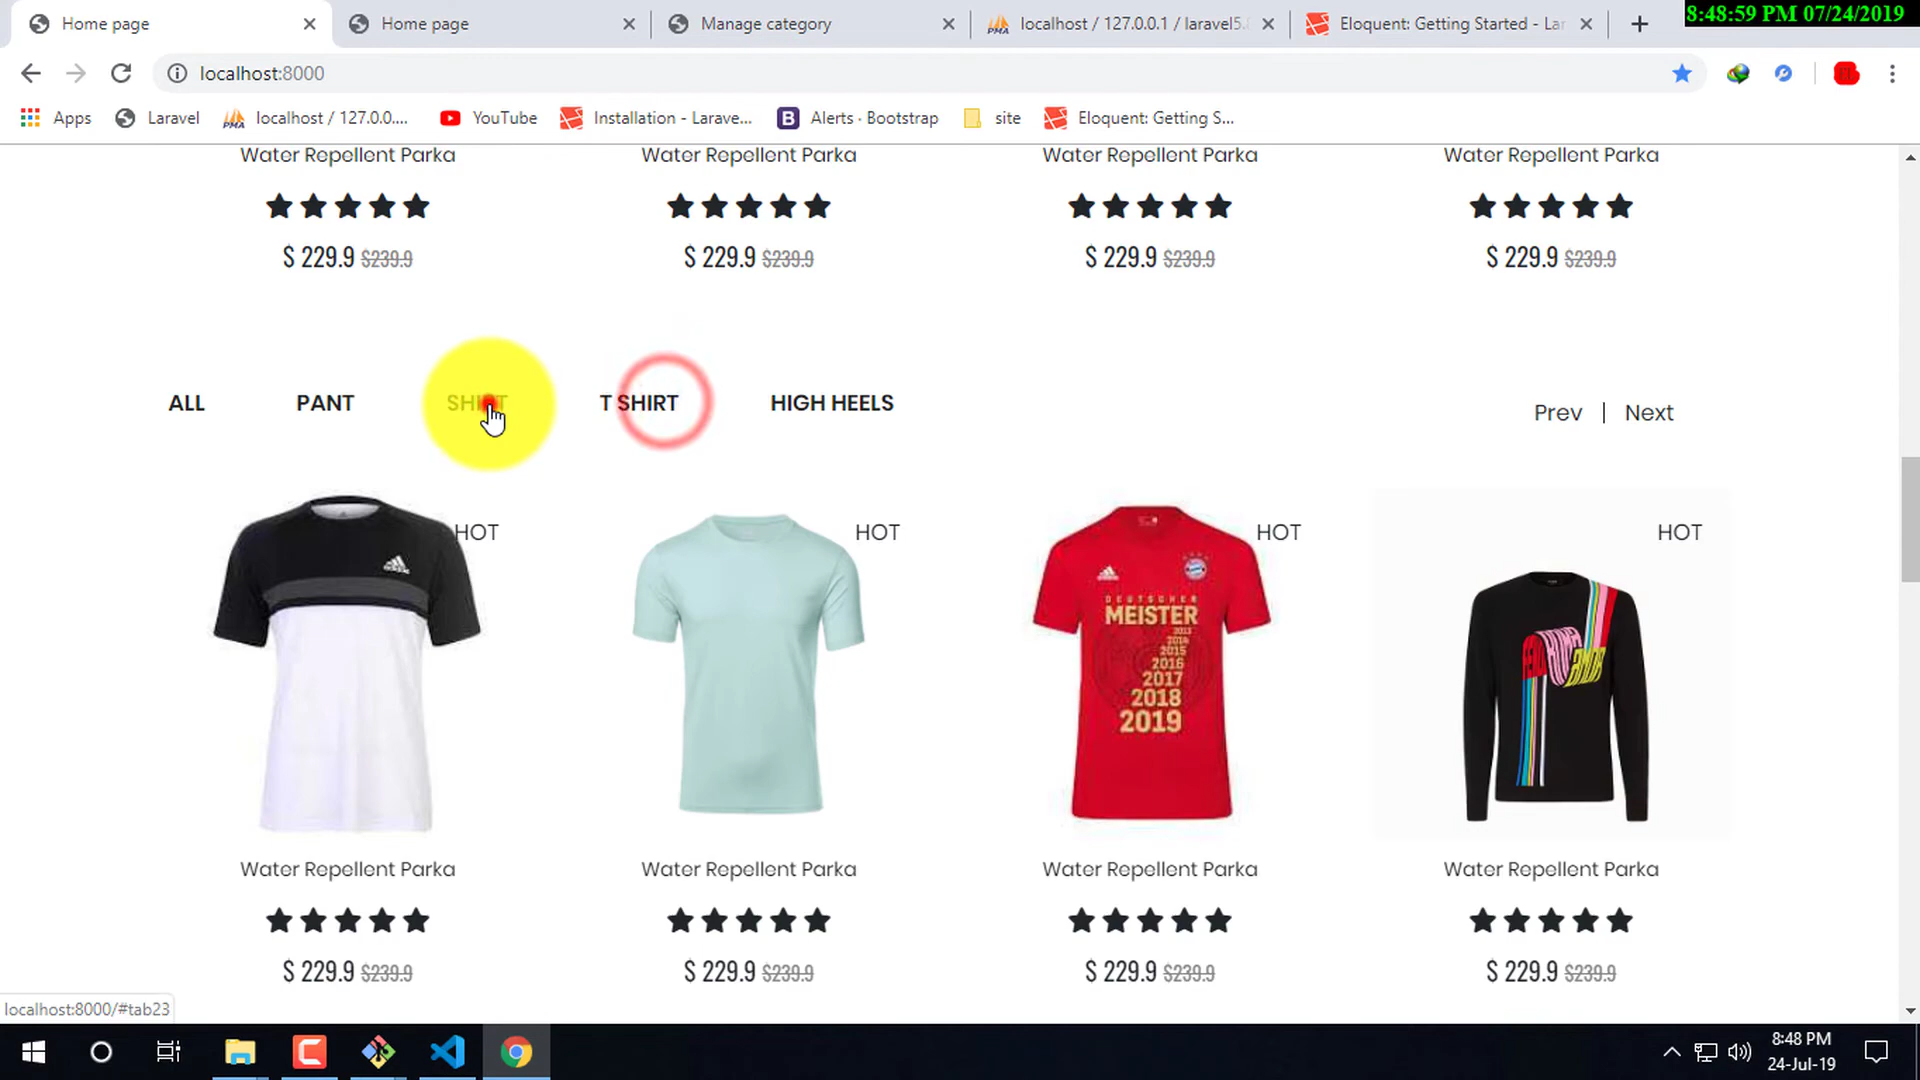 Home page
Home page
Manage category
localhost / 127.0.0.1 / laravel5.
Eloquent: Getting Started - Lar
8:48:59 PM 07/24/2019
localhost:8000
Apps
Laravel
localhost / 127.0.0....
YouTube
Installation - Larave...
B
Alerts · Bootstrap
site
Eloquent: Getting S...
Water Repellent Parka
Water Repellent Parka
Water Repellent Parka
Water Repellent Parka
$ 229.9 $239.9
$ 229.9 $239.9
$ 229.9 $239.9
$ 229.9 $239.9
ALL
PANT
SHIRT
T SHIRT
HIGH HEELS
Prev | Next
HOT
HOT
HOT
HOT
adidas
DEUTSCHER
MEISTER
2013
2014
2015
2016
2017
2018
2019
Water Repellent Parka
Water Repellent Parka
Water Repellent Parka
Water Repellent Parka
$ 229.9 $239.9
$ 229.9 $239.9
$ 229.9 $239.9
$ 229.9 $239.9
localhost:8000/#tab23
8:48 PM
24-Jul-19